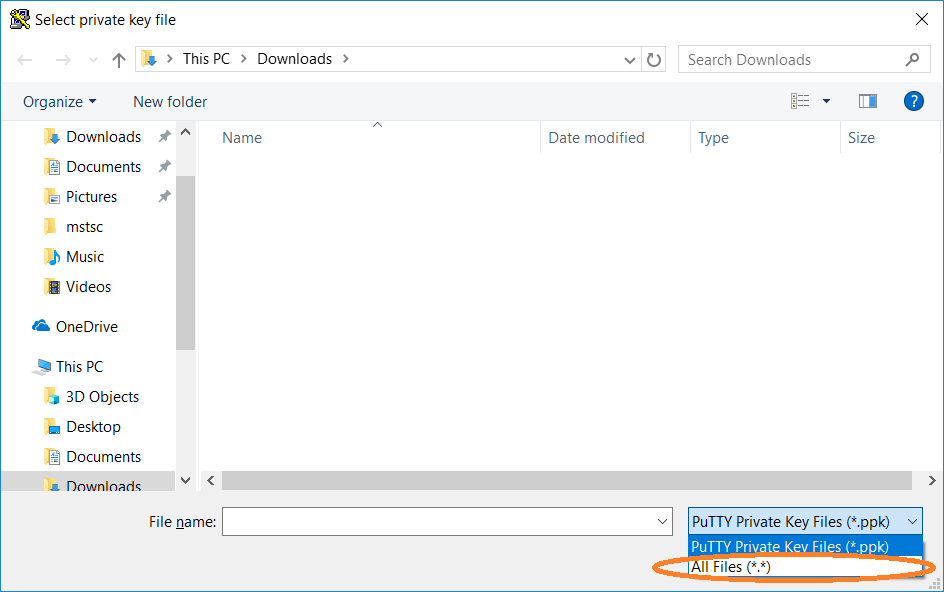 Select private key file
This PC > Downloads >
Search Downloads
Organize
New folder
?
Downloads
Documents
Pictures
mstsc
Music
Videos
OneDrive
This PC
3D Objects
Desktop
Documents
Downloads
Name
Date modified
Type
Size
File name:
PuTTY Private Key Files (*.ppk)
PuTTY Private Key Files (*.ppk)
All Files (*.*)